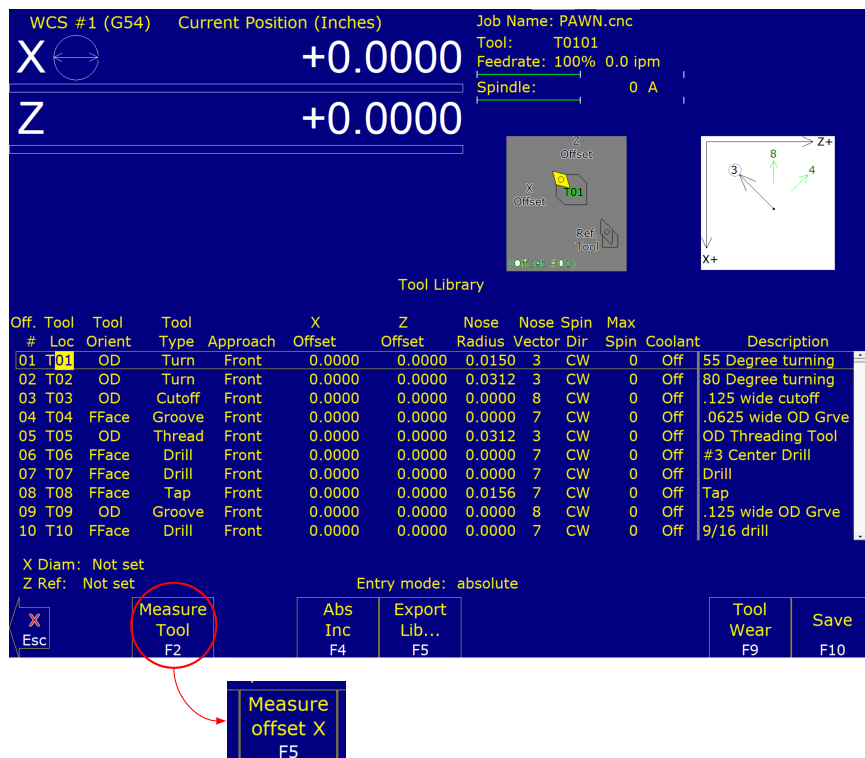 WCS #1 (G54) Current Position (Inches)
X +0.0000
Z +0.0000
Job Name: PAWN.cnc
Tool: T0101
Feedrate: 100% 0.0 ipm
Spindle: 0 A
Z
Offset
X
Offset
T01
Ref.
Tool
(Offset #01)
Z+
8
3
4
X+
Tool Library
Off. Tool Tool Tool X Z Nose Nose Spin Max
# Loc Orient Type Approach Offset Offset Radius Vector Dir Spin Coolant Description
01 T01 OD Turn Front 0.0000 0.0000 0.0150 3 CW 0 Off 55 Degree turning
02 T02 OD Turn Front 0.0000 0.0000 0.0312 3 CW 0 Off 80 Degree turning
03 T03 OD Cutoff Front 0.0000 0.0000 0.0000 8 CW 0 Off .125 wide cutoff
04 T04 FFace Groove Front 0.0000 0.0000 0.0000 7 CW 0 Off .0625 wide OD Grve
05 T05 OD Thread Front 0.0000 0.0000 0.0312 3 CW 0 Off OD Threading Tool
06 T06 FFace Drill Front 0.0000 0.0000 0.0000 7 CW 0 Off #3 Center Drill
07 T07 FFace Drill Front 0.0000 0.0000 0.0000 7 CW 0 Off Drill
08 T08 FFace Tap Front 0.0000 0.0000 0.0156 7 CW 0 Off Tap
09 T09 OD Groove Front 0.0000 0.0000 0.0000 8 CW 0 Off .125 wide OD Grve
10 T10 FFace Drill Front 0.0000 0.0000 0.0000 7 CW 0 Off 9/16 drill
X Diam: Not set
Z Ref: Not set Entry mode: absolute
X
Esc
Measure
Tool
F2
Abs
Inc
F4
Export
Lib...
F5
Tool
Wear
F9
Save
F10
Measure
offset X
F5